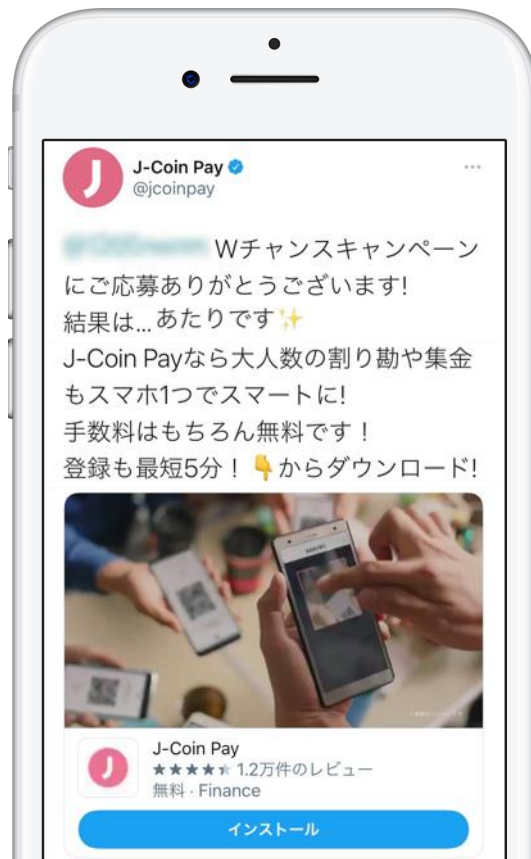 J-Coin Pay
@jcoinpay
Wチャンスキャンペーン
にご応募ありがとうございます!
結果は...あたりです✨
J-Coin Payなら大人数の割り勘や集金
もスマホ1つでスマートに!
手数料はもちろん無料です！
登録も最短5分！👇からダウンロード!
J-Coin Pay
★★★★☆ 1.2万件のレビュー
無料 · Finance
インストール